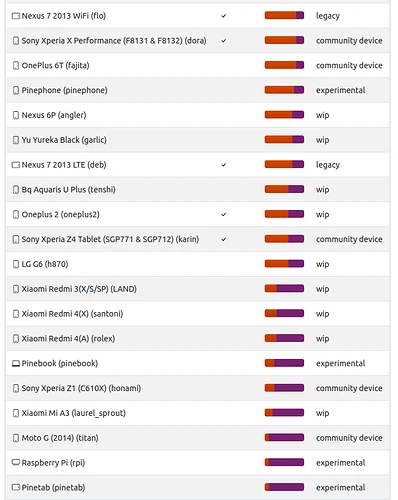 Nexus 7 2013 WiFi (flo) legacy
Sony Xperia X Performance (F8131 & F8132) (dora) community device
OnePlus 6T (fajita) community device
Pinephone (pinephone) experimental
Nexus 6P (angler) wip
Yu Yureka Black (garlic) wip
Nexus 7 2013 LTE (deb) legacy
Bq Aquaris U Plus (tenshi) wip
Oneplus 2 (oneplus2) wip
Sony Xperia Z4 Tablet (SGP771 & SGP712) (karin) community device
LG G6 (h870) wip
Xiaomi Redmi 3(X/S/SP) (LAND) wip
Xiaomi Redmi 4(X) (santoni) wip
Xiaomi Redmi 4(A) (rolex) wip
Pinebook (pinebook) experimental
Sony Xperia Z1 (C610X) (honami) community device
Xiaomi Mi A3 (laurel_sprout) wip
Moto G (2014) (titan) community device
Raspberry Pi (rpi) experimental
Pinetab (pinetab) experimental